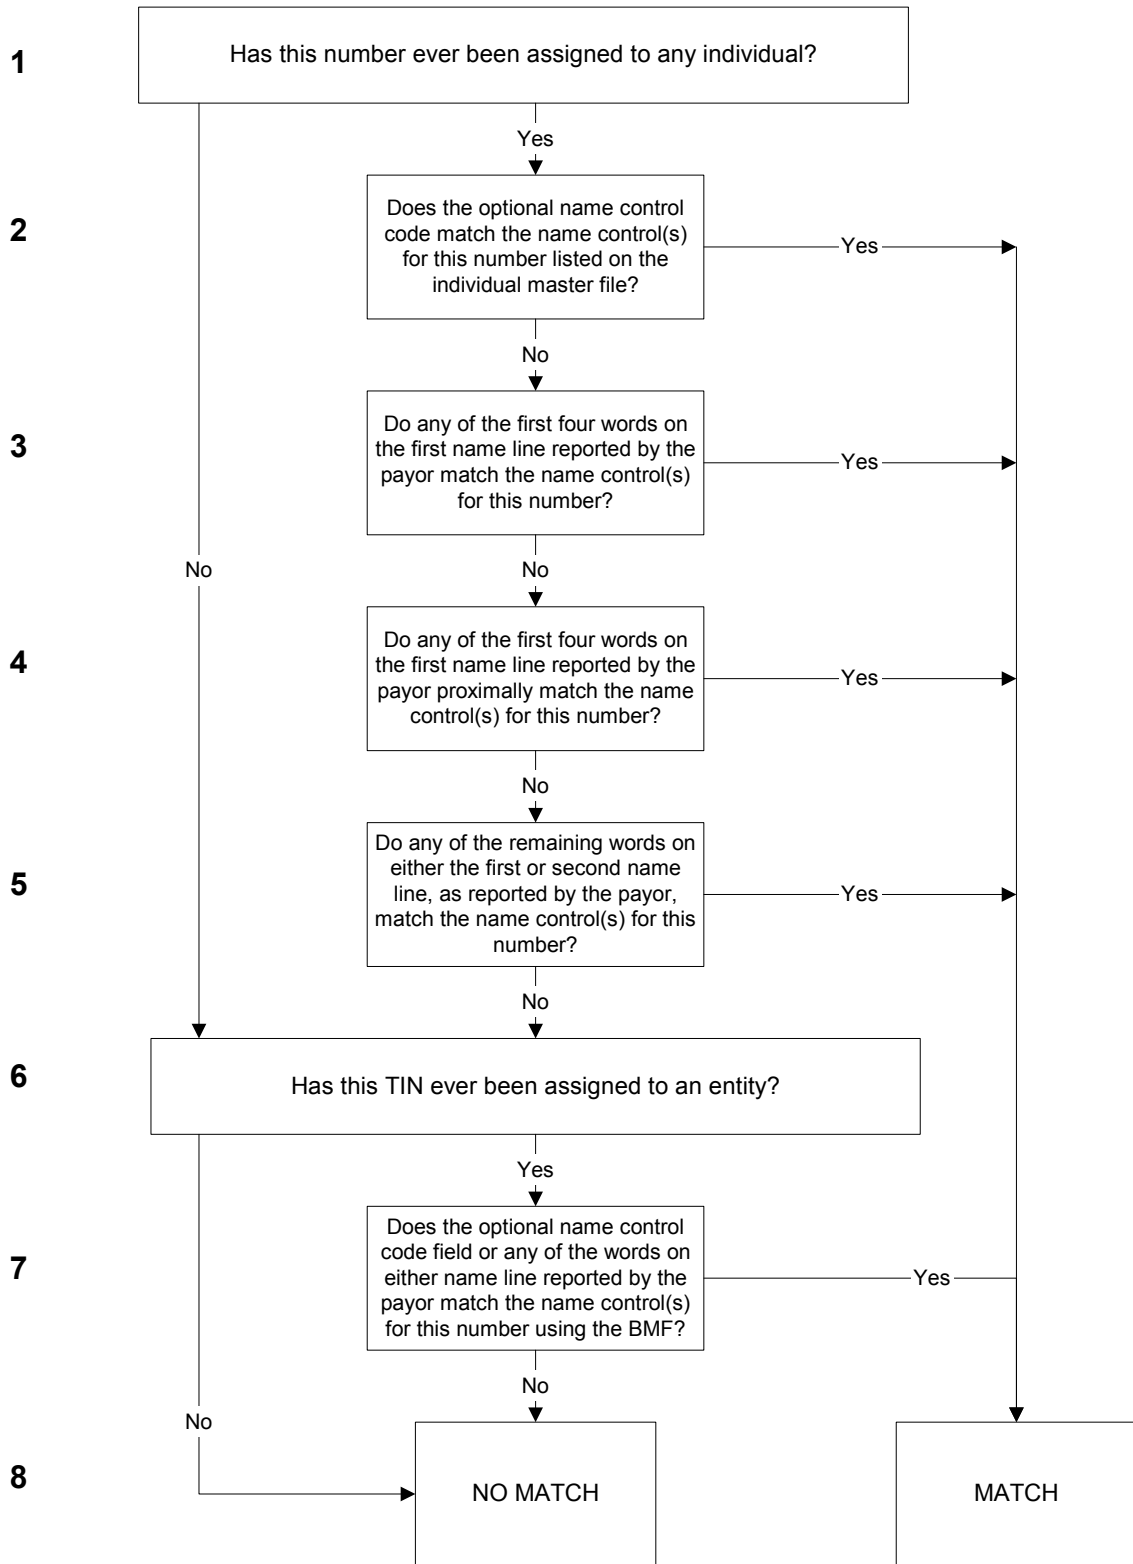 1
Has this number ever been assigned to any individual?
Yes
2
Does the optional name control
code match the name control(s)
for this number listed on the
individual master file?
Yes
No
3
Do any of the first four words on
the first name line reported by the
payor match the name control(s)
for this number?
Yes
No
No
4
Do any of the first four words on
the first name line reported by the
payor proximally match the name
control(s) for this number?
Yes
No
5
Do any of the remaining words on
either the first or second name
line, as reported by the payor,
match the name control(s) for this
number?
Yes
No
6
Has this TIN ever been assigned to an entity?
Yes
7
Does the optional name control
code field or any of the words on
either name line reported by the
payor match the name control(s)
for this number using the BMF?
Yes
No
No
8
NO MATCH
MATCH